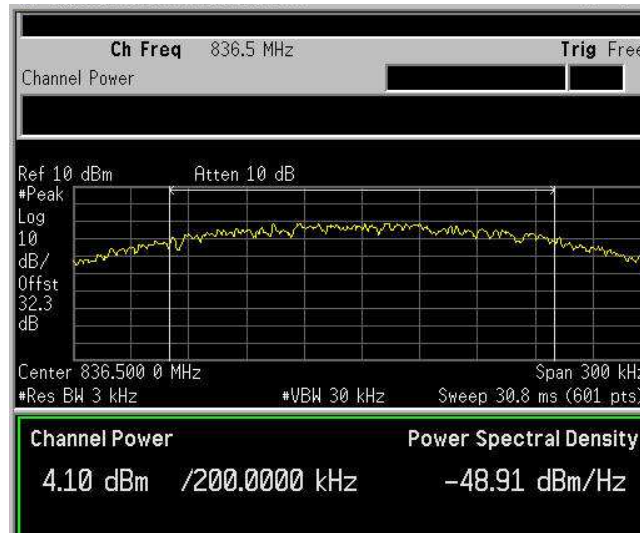 Ch Freq 836.5 MHz Trig Free
Channel Power
Ref 10 dBm Atten 10 dB
#Peak
Log
10
dB/
Offst
32.3
dB
Center 836.500 0 MHz Span 300 kHz
#Res BW 3 kHz #VBW 30 kHz Sweep 30.8 ms (601 pts)
Channel Power Power Spectral Density
4.10 dBm /200.0000 kHz -48.91 dBm/Hz